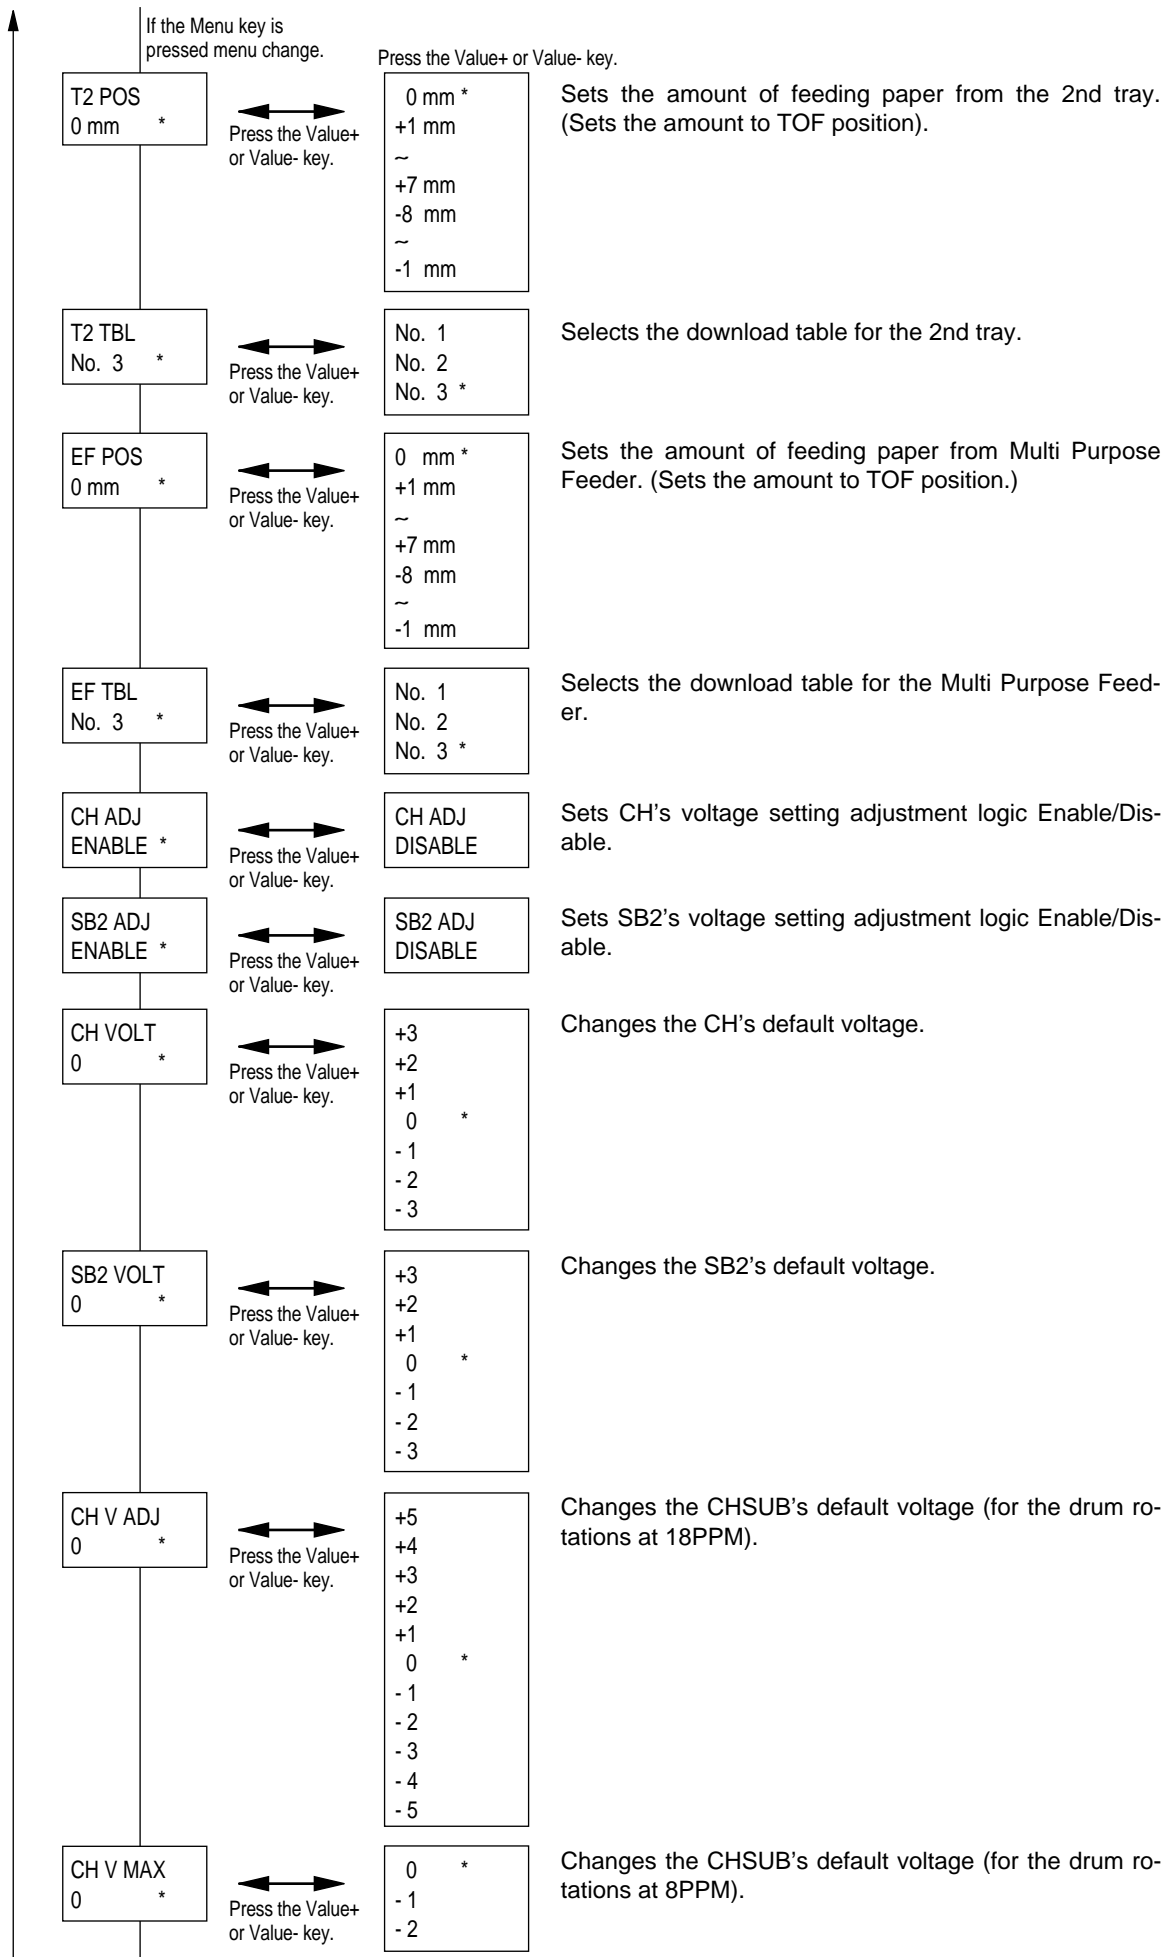 If the Menu key is
pressed menu change.
Press the Value+ or Value- key.
T2 POS
0 mm *
Press the Value+
or Value- key.
0 mm *
+1 mm
~
+7 mm
-8 mm
~
-1 mm
Sets the amount of feeding paper from the 2nd tray.
(Sets the amount to TOF position).
T2 TBL
No. 3 *
Press the Value+
or Value- key.
No. 1
No. 2
No. 3 *
Selects the download table for the 2nd tray.
EF POS
0 mm *
Press the Value+
or Value- key.
0 mm *
+1 mm
~
+7 mm
-8 mm
~
-1 mm
Sets the amount of feeding paper from Multi Purpose
Feeder. (Sets the amount to TOF position.)
EF TBL
No. 3 *
Press the Value+
or Value- key.
No. 1
No. 2
No. 3 *
Selects the download table for the Multi Purpose Feed-
er.
CH ADJ
ENABLE *
Press the Value+
or Value- key.
CH ADJ
DISABLE
Sets CH's voltage setting adjustment logic Enable/Dis-
able.
SB2 ADJ
ENABLE *
Press the Value+
or Value- key.
SB2 ADJ
DISABLE
Sets SB2's voltage setting adjustment logic Enable/Dis-
able.
CH VOLT
0 *
Press the Value+
or Value- key.
+3
+2
+1
0 *
- 1
- 2
- 3
Changes the CH's default voltage.
SB2 VOLT
0 *
Press the Value+
or Value- key.
+3
+2
+1
0 *
- 1
- 2
- 3
Changes the SB2's default voltage.
CH V ADJ
0 *
Press the Value+
or Value- key.
+5
+4
+3
+2
+1
0 *
- 1
- 2
- 3
- 4
- 5
Changes the CHSUB's default voltage (for the drum ro-
tations at 18PPM).
CH V MAX
0 *
Press the Value+
or Value- key.
0 *
- 1
- 2
Changes the CHSUB's default voltage (for the drum ro-
tations at 8PPM).